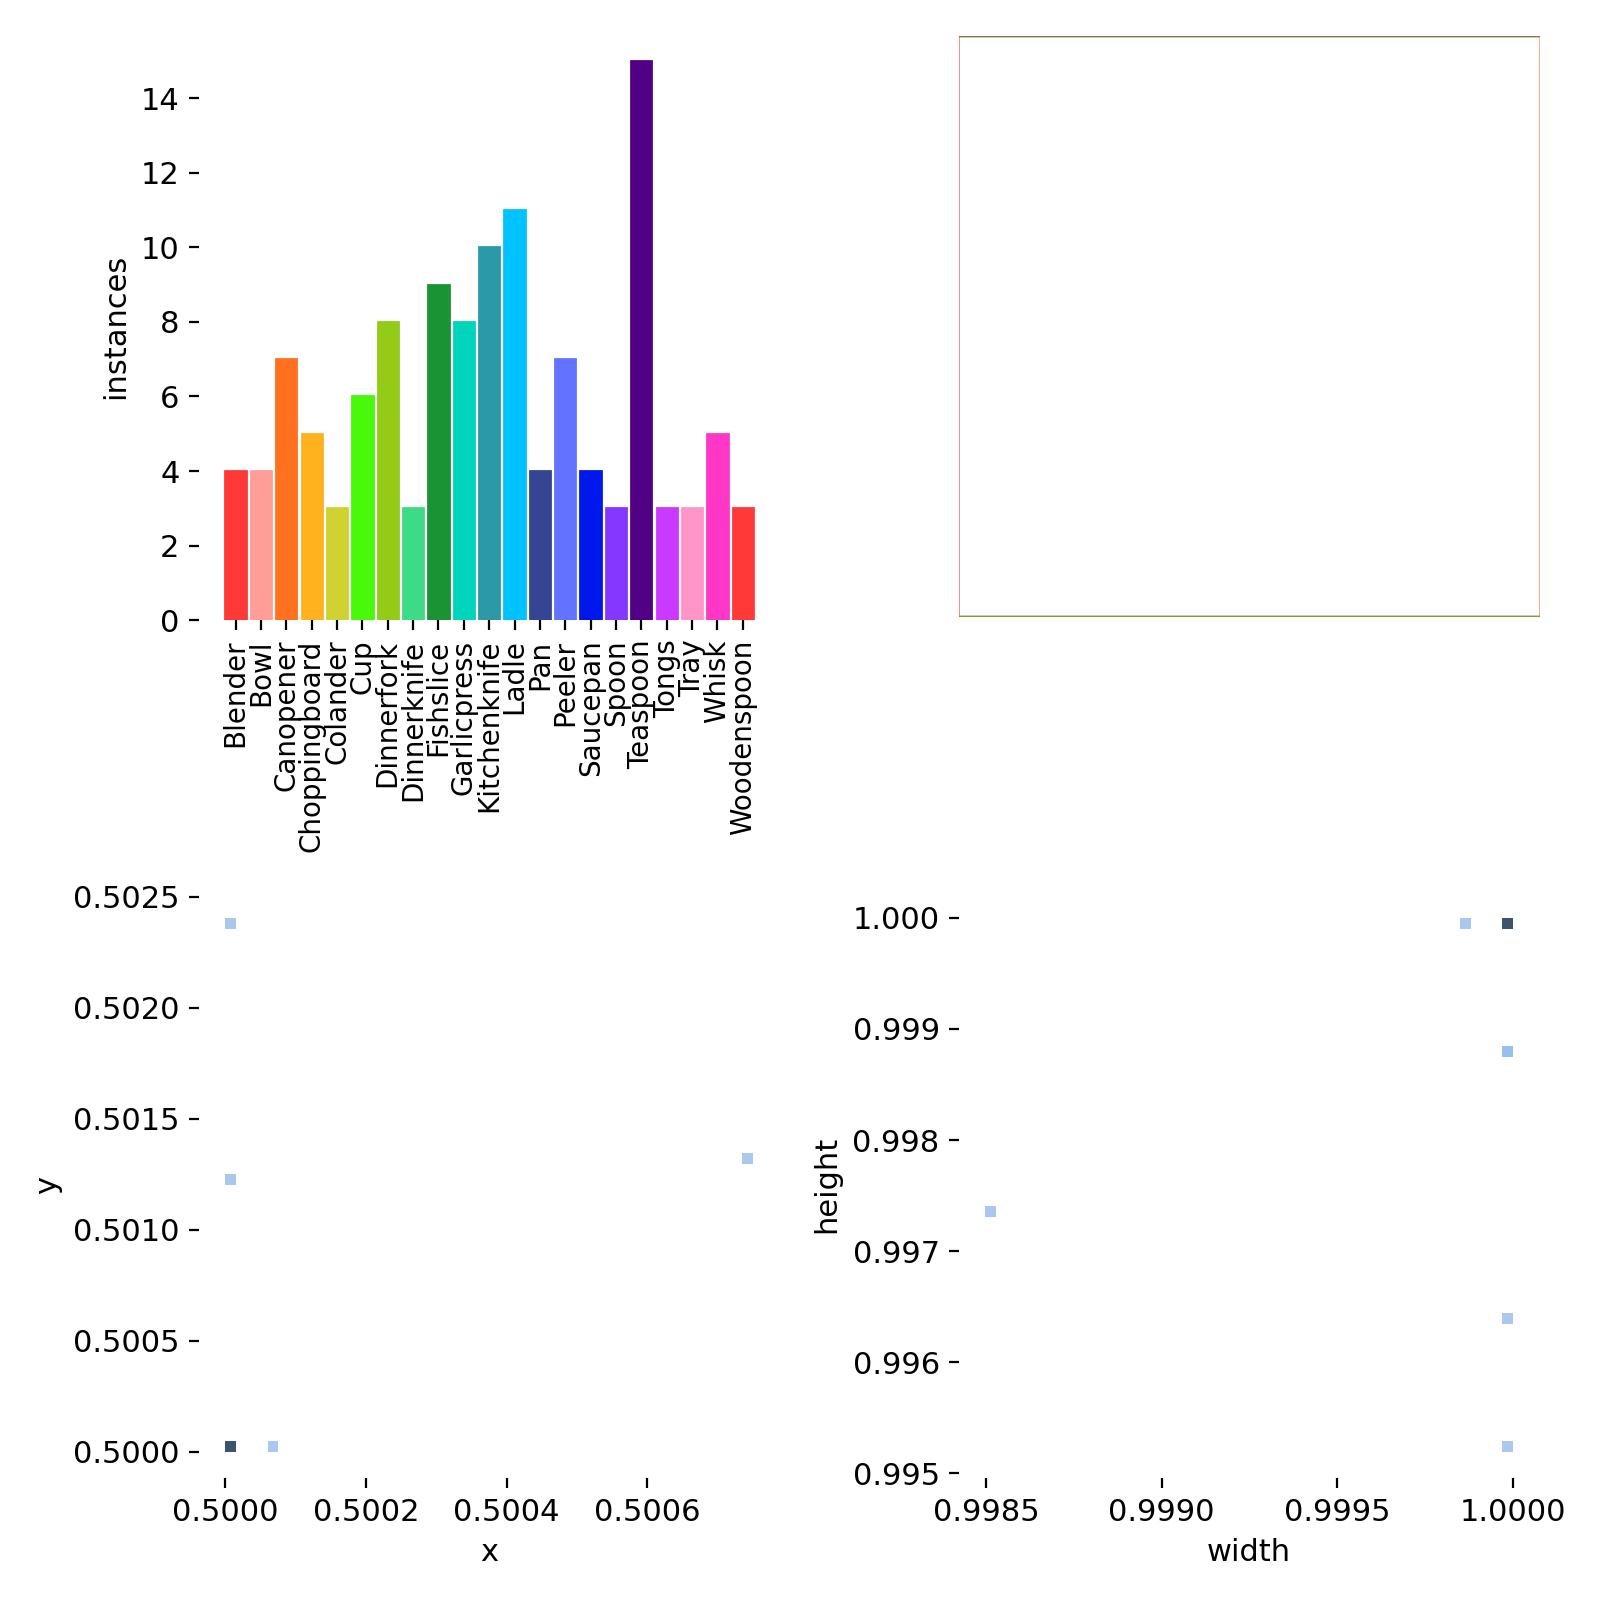 14
12
10
8
6
4
2
0
instances
Blender
Bowl
Canopener
Choppingboard
Colander
Cup
Dinnerfork
Dinnerknife
Fishslice
Garlicpress
Kitchenknife
Ladle
Pan
Peeler
Saucepan
Spoon
Teaspoon
Tongs
Tray
Whisk
Woodenspoon
0.5025
0.5020
0.5015
0.5010
0.5005
0.5000
y
0.5000 0.5002 0.5004 0.5006
x
1.000
0.999
0.998
0.997
0.996
0.995
height
0.9985 0.9990 0.9995 1.0000
width